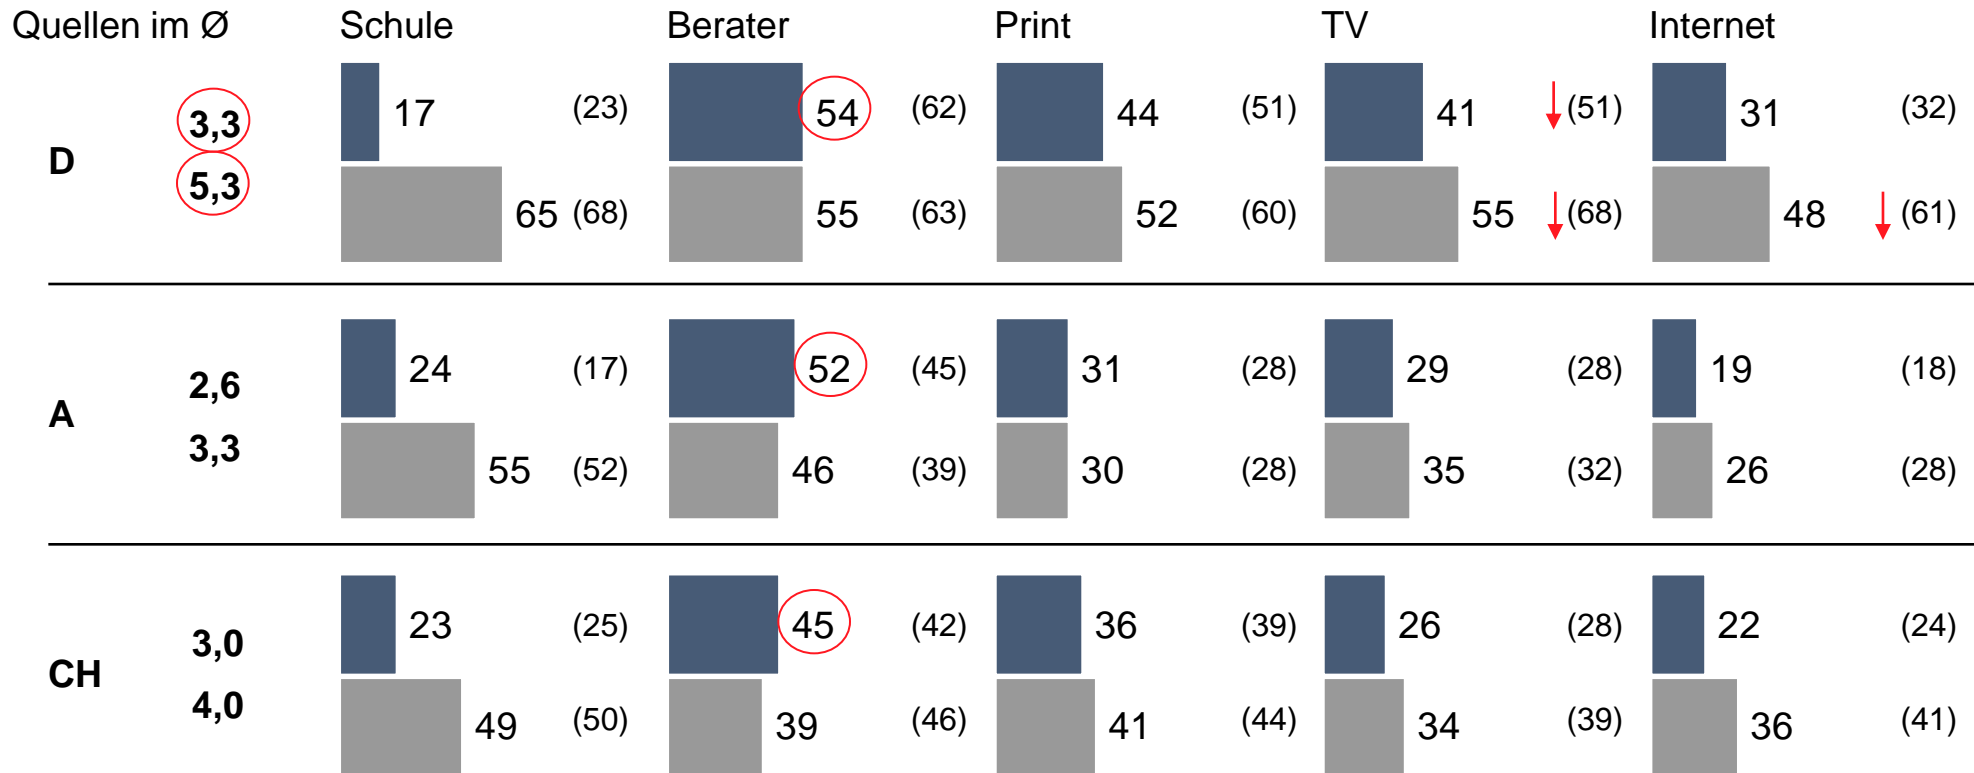 Quellen im Ø Schule Berater Print TV Internet
3,3 17 (23) 54 (62) 44 (51) 41 (51) 31 (32)
D
5,3 65 (68) 55 (63) 52 (60) 55 (68) 48 (61)
2,6 24 (17) 52 (45) 31 (28) 29 (28) 19 (18)
A
3,3 55 (52) 46 (39) 30 (28) 35 (32) 26 (28)
3,0 23 (25) 45 (42) 36 (39) 26 (28) 22 (24)
CH
4,0 49 (50) 39 (46) 41 (44) 34 (39) 36 (41)